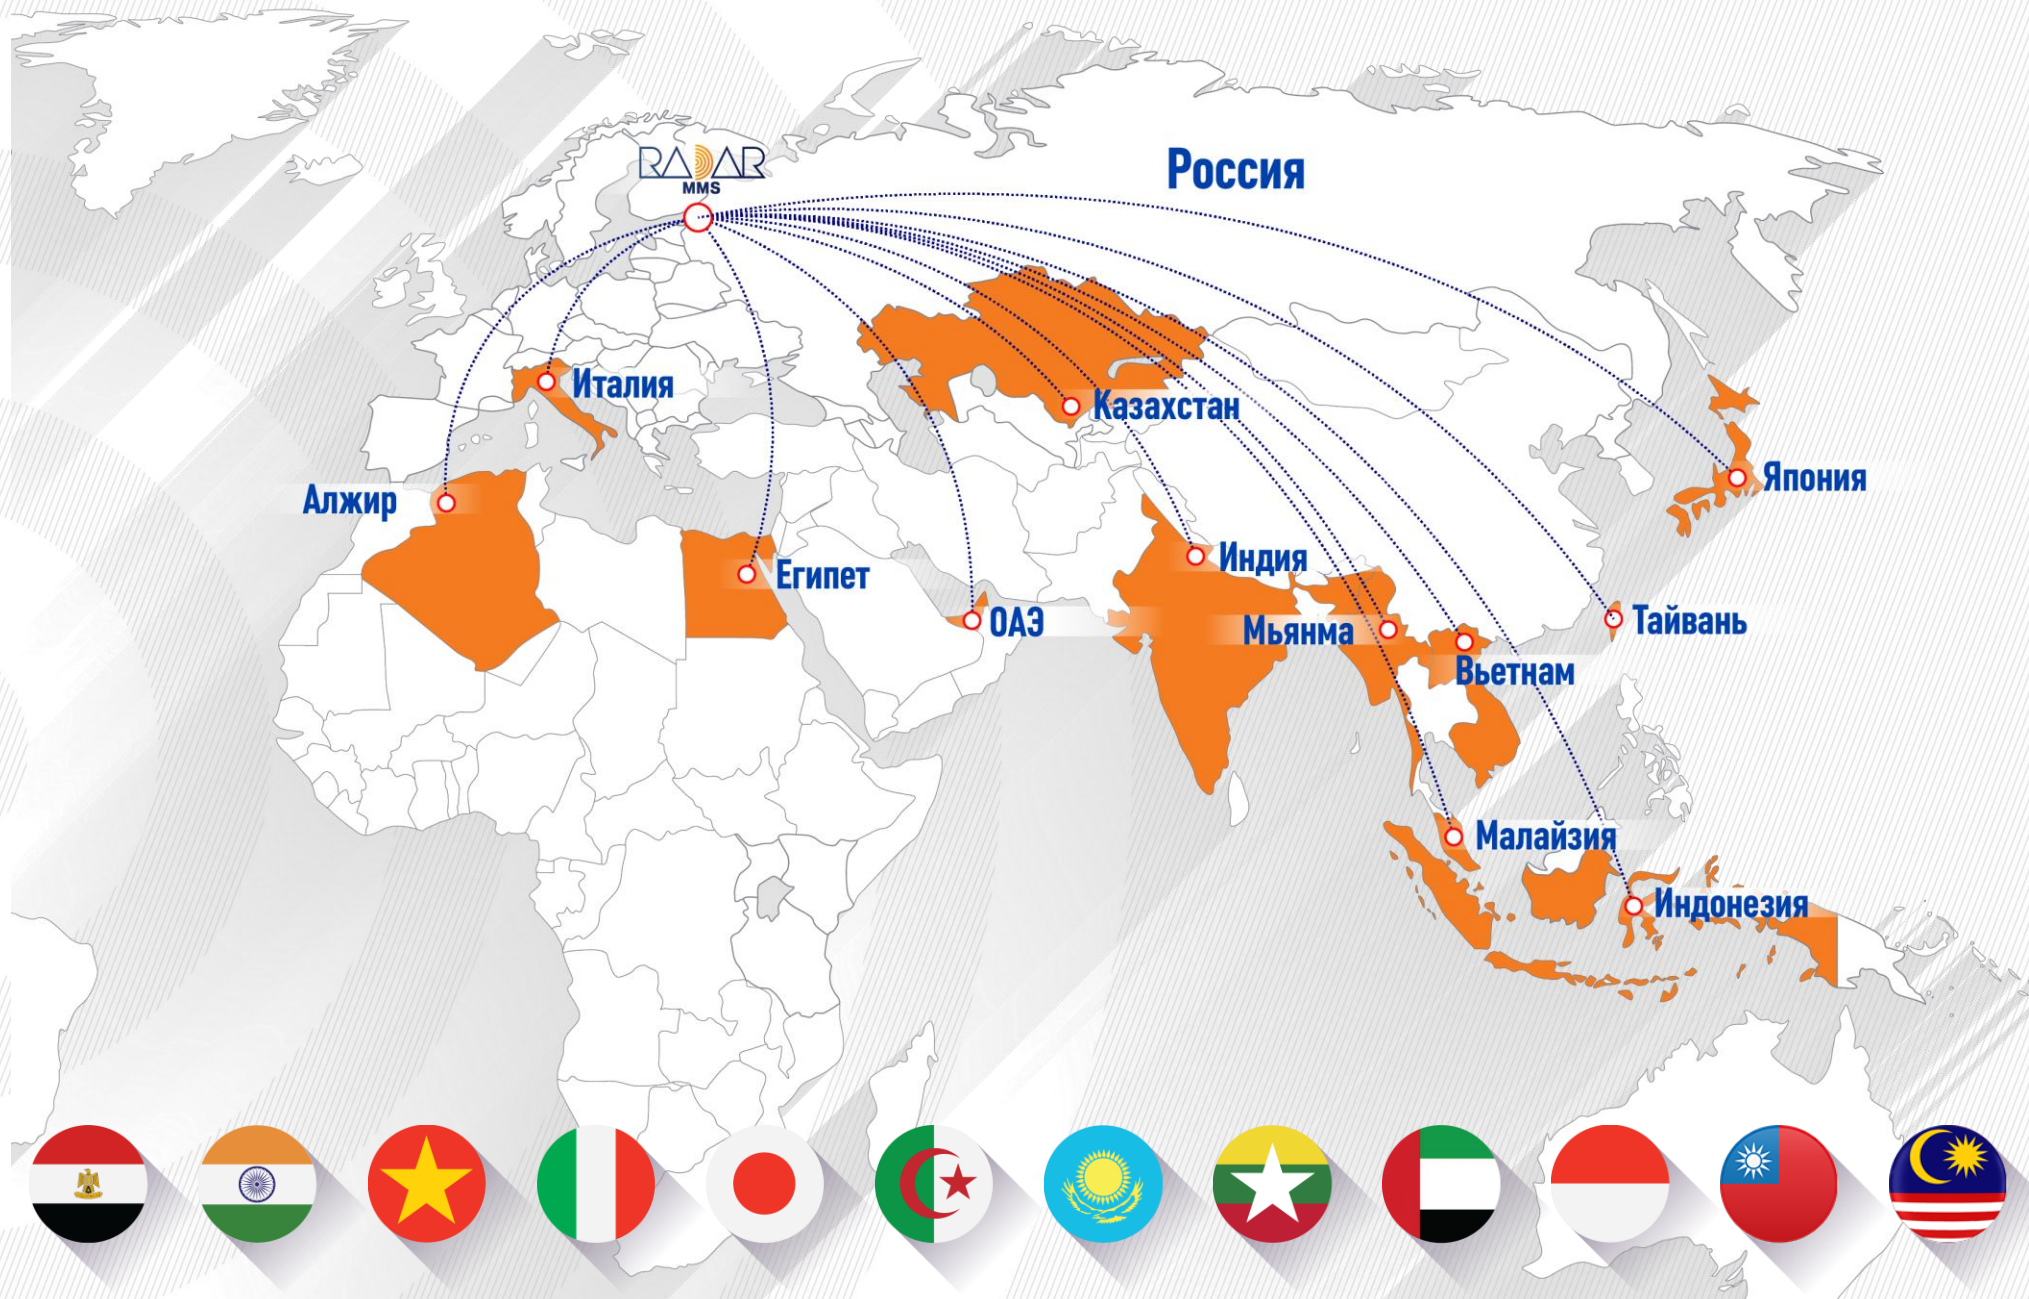 RADAR
MMS
Россия
Италия
Казахстан
Алжир
Япония
Египет
Индия
ОАЭ
Мьянма
Тайвань
Вьетнам
Малайзия
Индонезия